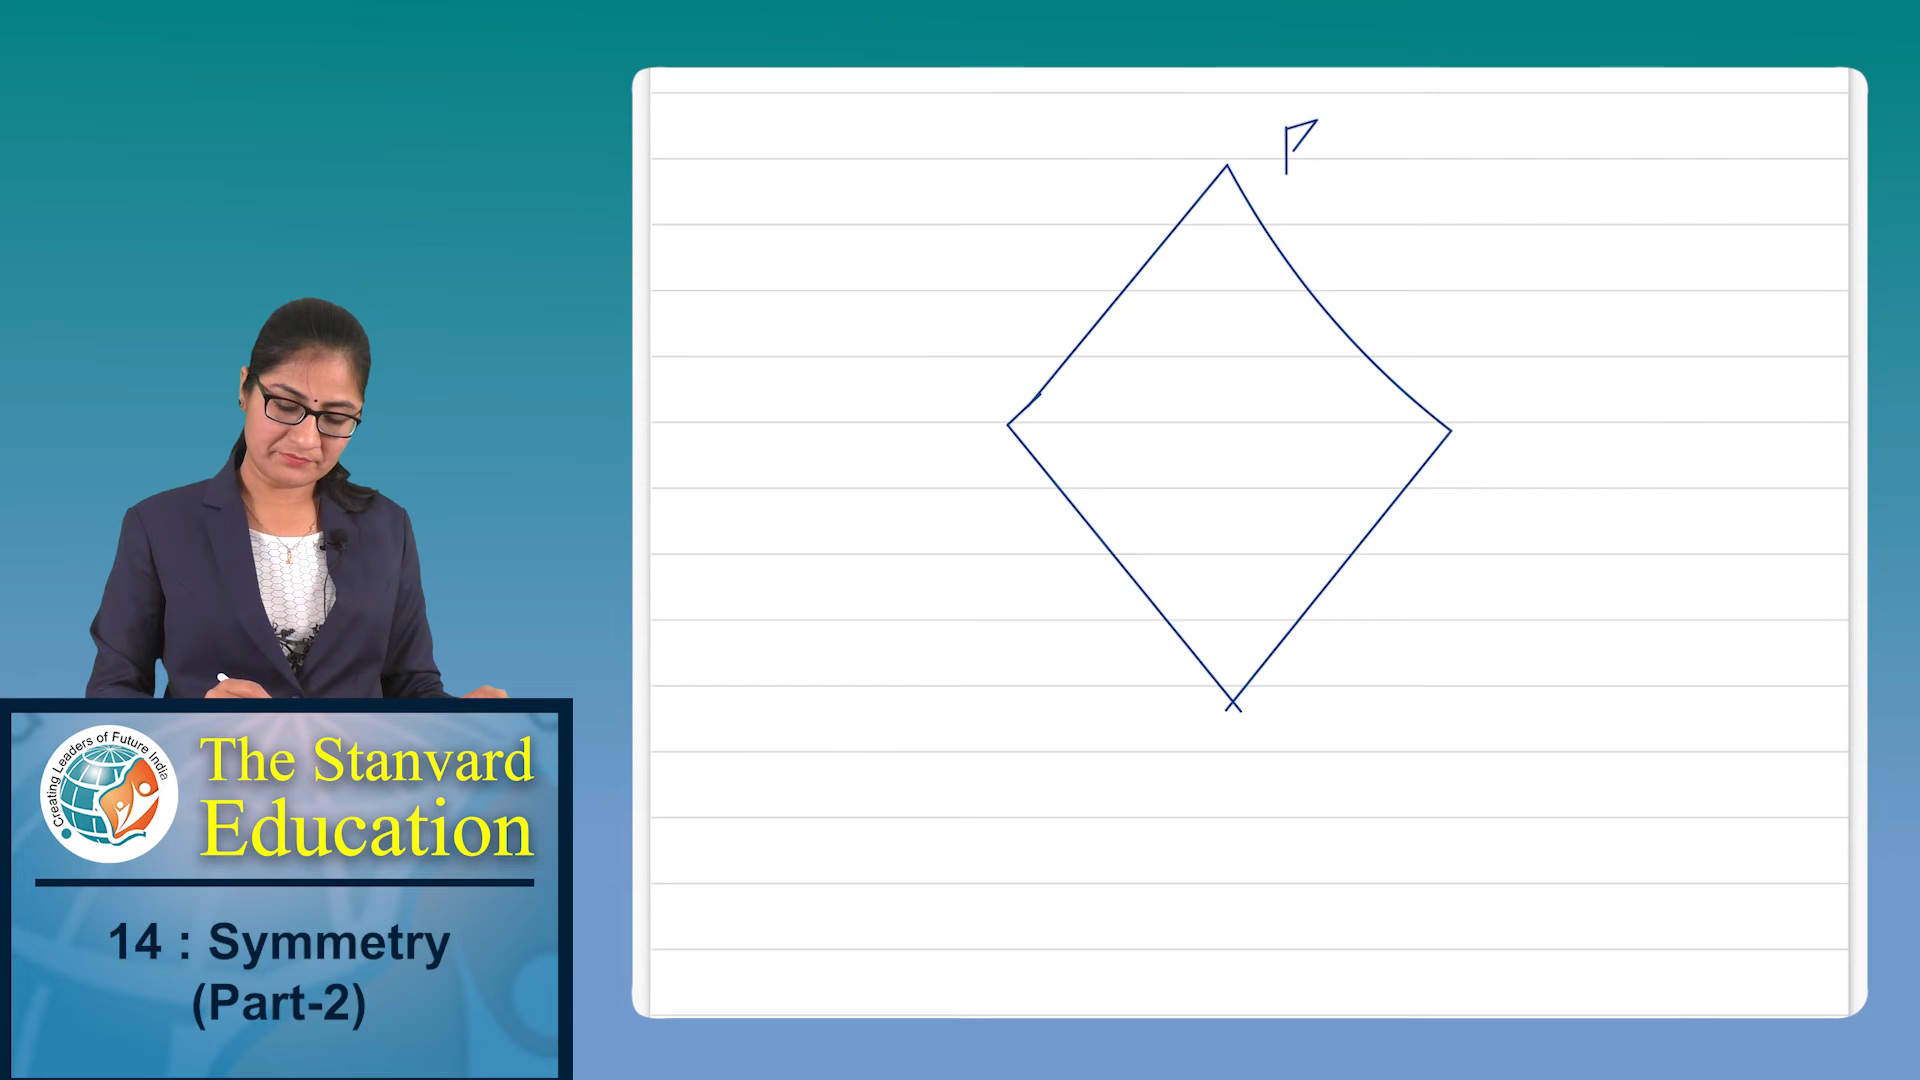 P
Creating Leaders of Future India
The Stanvard
Education
14 : Symmetry
(Part-2)